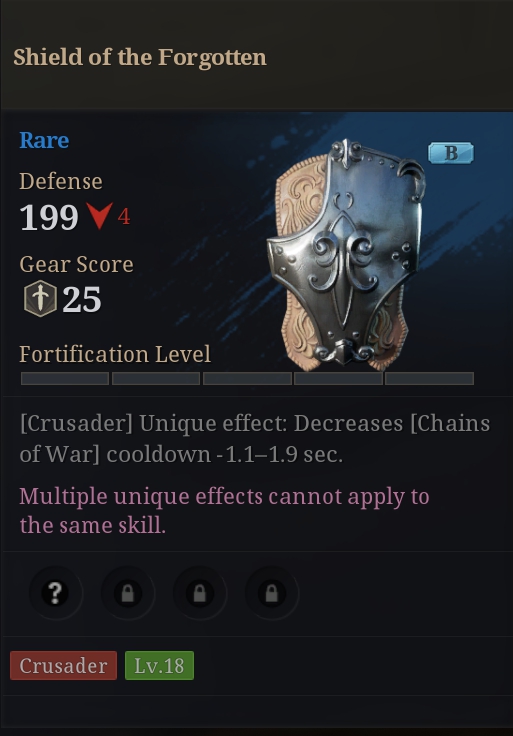 Shield of the Forgotten
Rare
B
Defense
199 4
Gear Score
25
Fortification Level
[Crusader] Unique effect: Decreases [Chains
of War] cooldown -1.1–1.9 sec.
Multiple unique effects cannot apply to
the same skill.
?
Crusader Lv.18